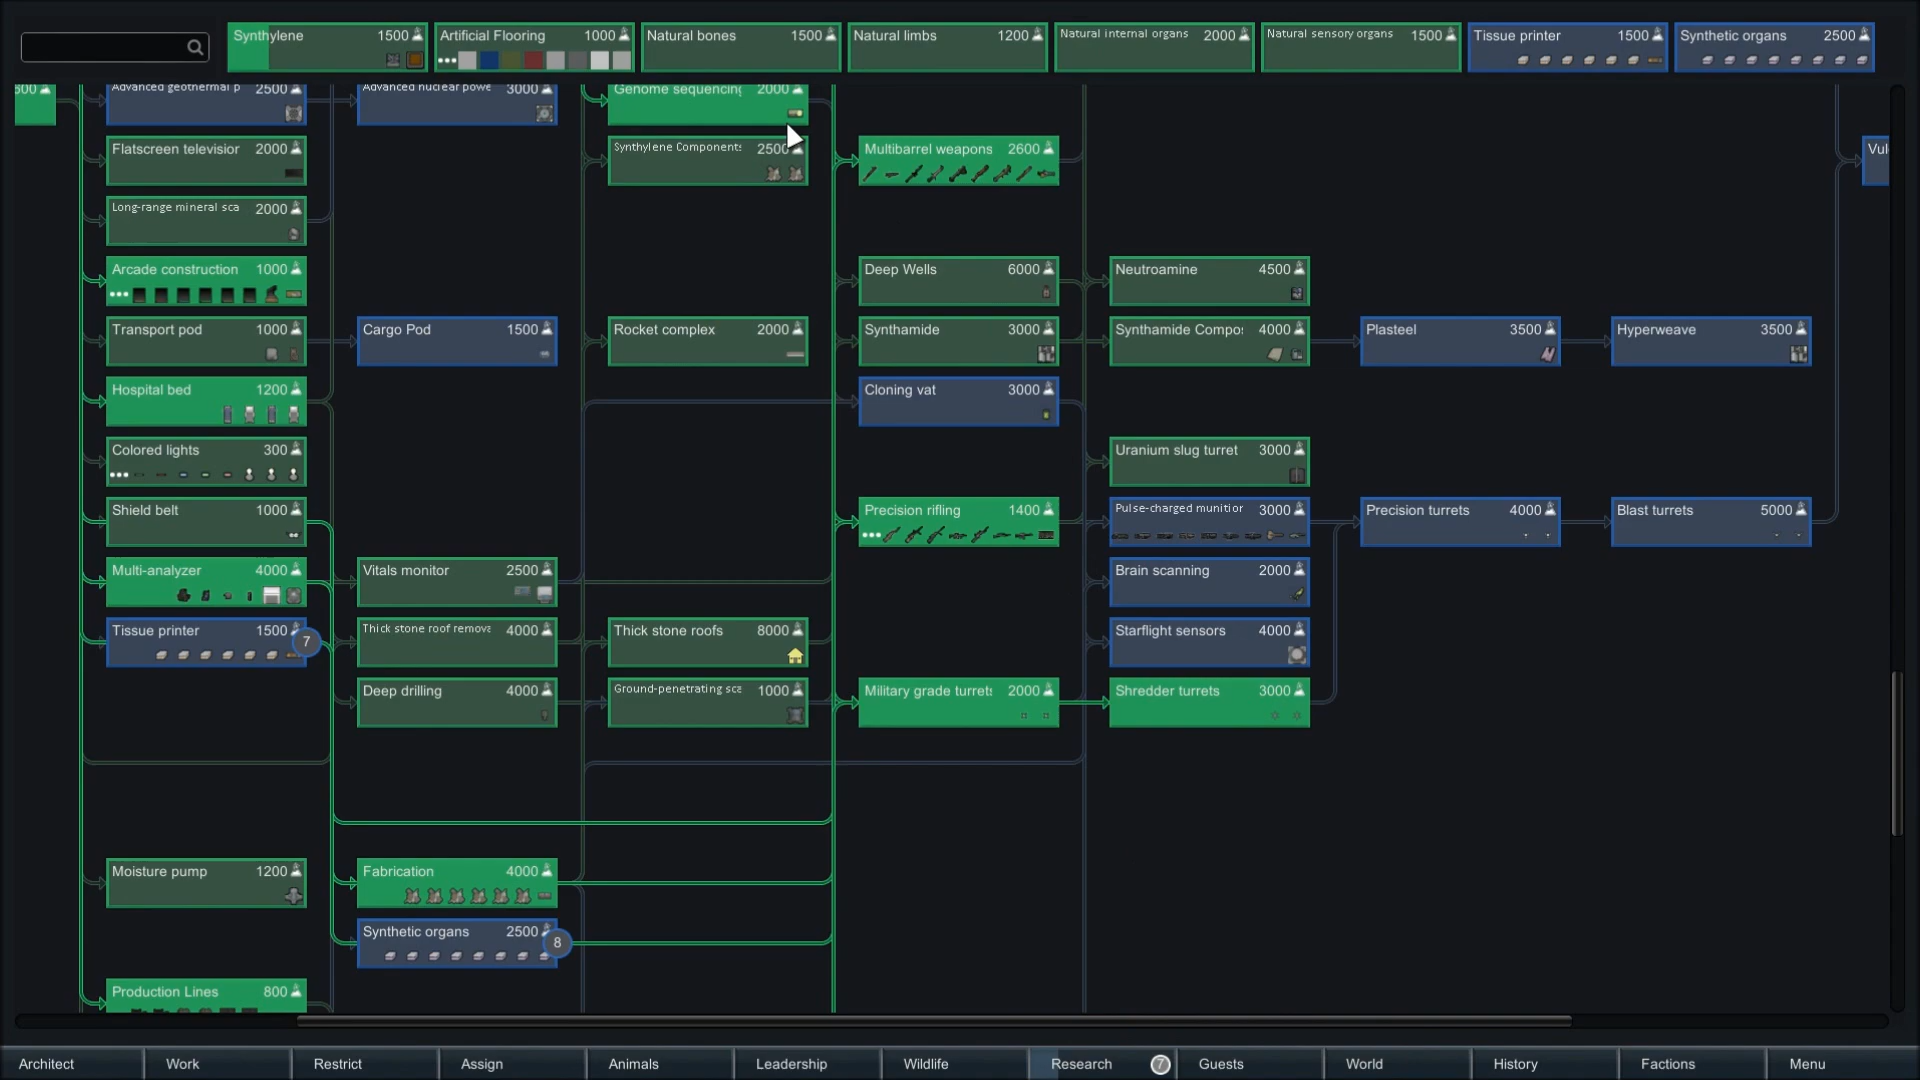 Synthylene 1500
Artificial Flooring 1000
Natural bones 1500
Natural limbs 1200
Natural internal organs 2000
Natural sensory organs 1500
Tissue printer 1500
Synthetic organs 2500
Advanced geothermal p 2500
Advanced nuclear powe 3000
Genome sequencing 2000
Flatscreen televisior 2000
Synthylene Components 2500
Multibarrel weapons 2600
Vul
Long-range mineral sca 2000
Arcade construction 1000
Deep Wells 6000
Neutroamine 4500
Transport pod 1000
Cargo Pod 1500
Rocket complex 2000
Synthamide 3000
Synthamide Compo 4000
Plasteel 3500
Hyperweave 3500
Hospital bed 1200
Cloning vat 3000
Colored lights 300
Uranium slug turret 3000
Shield belt 1000
Precision rifling 1400
Pulse-charged munitior 3000
Precision turrets 4000
Blast turrets 5000
Multi-analyzer 4000
Vitals monitor 2500
Brain scanning 2000
Tissue printer 1500
7
Thick stone roof remova 4000
Thick stone roofs 8000
Starflight sensors 4000
Deep drilling 4000
Ground-penetrating sca 1000
Military grade turrets 2000
Shredder turrets 3000
Moisture pump 1200
Fabrication 4000
Synthetic organs 2500
8
Production Lines 800
Architect
Work
Restrict
Assign
Animals
Leadership
Wildlife
Research 7
Guests
World
History
Factions
Menu